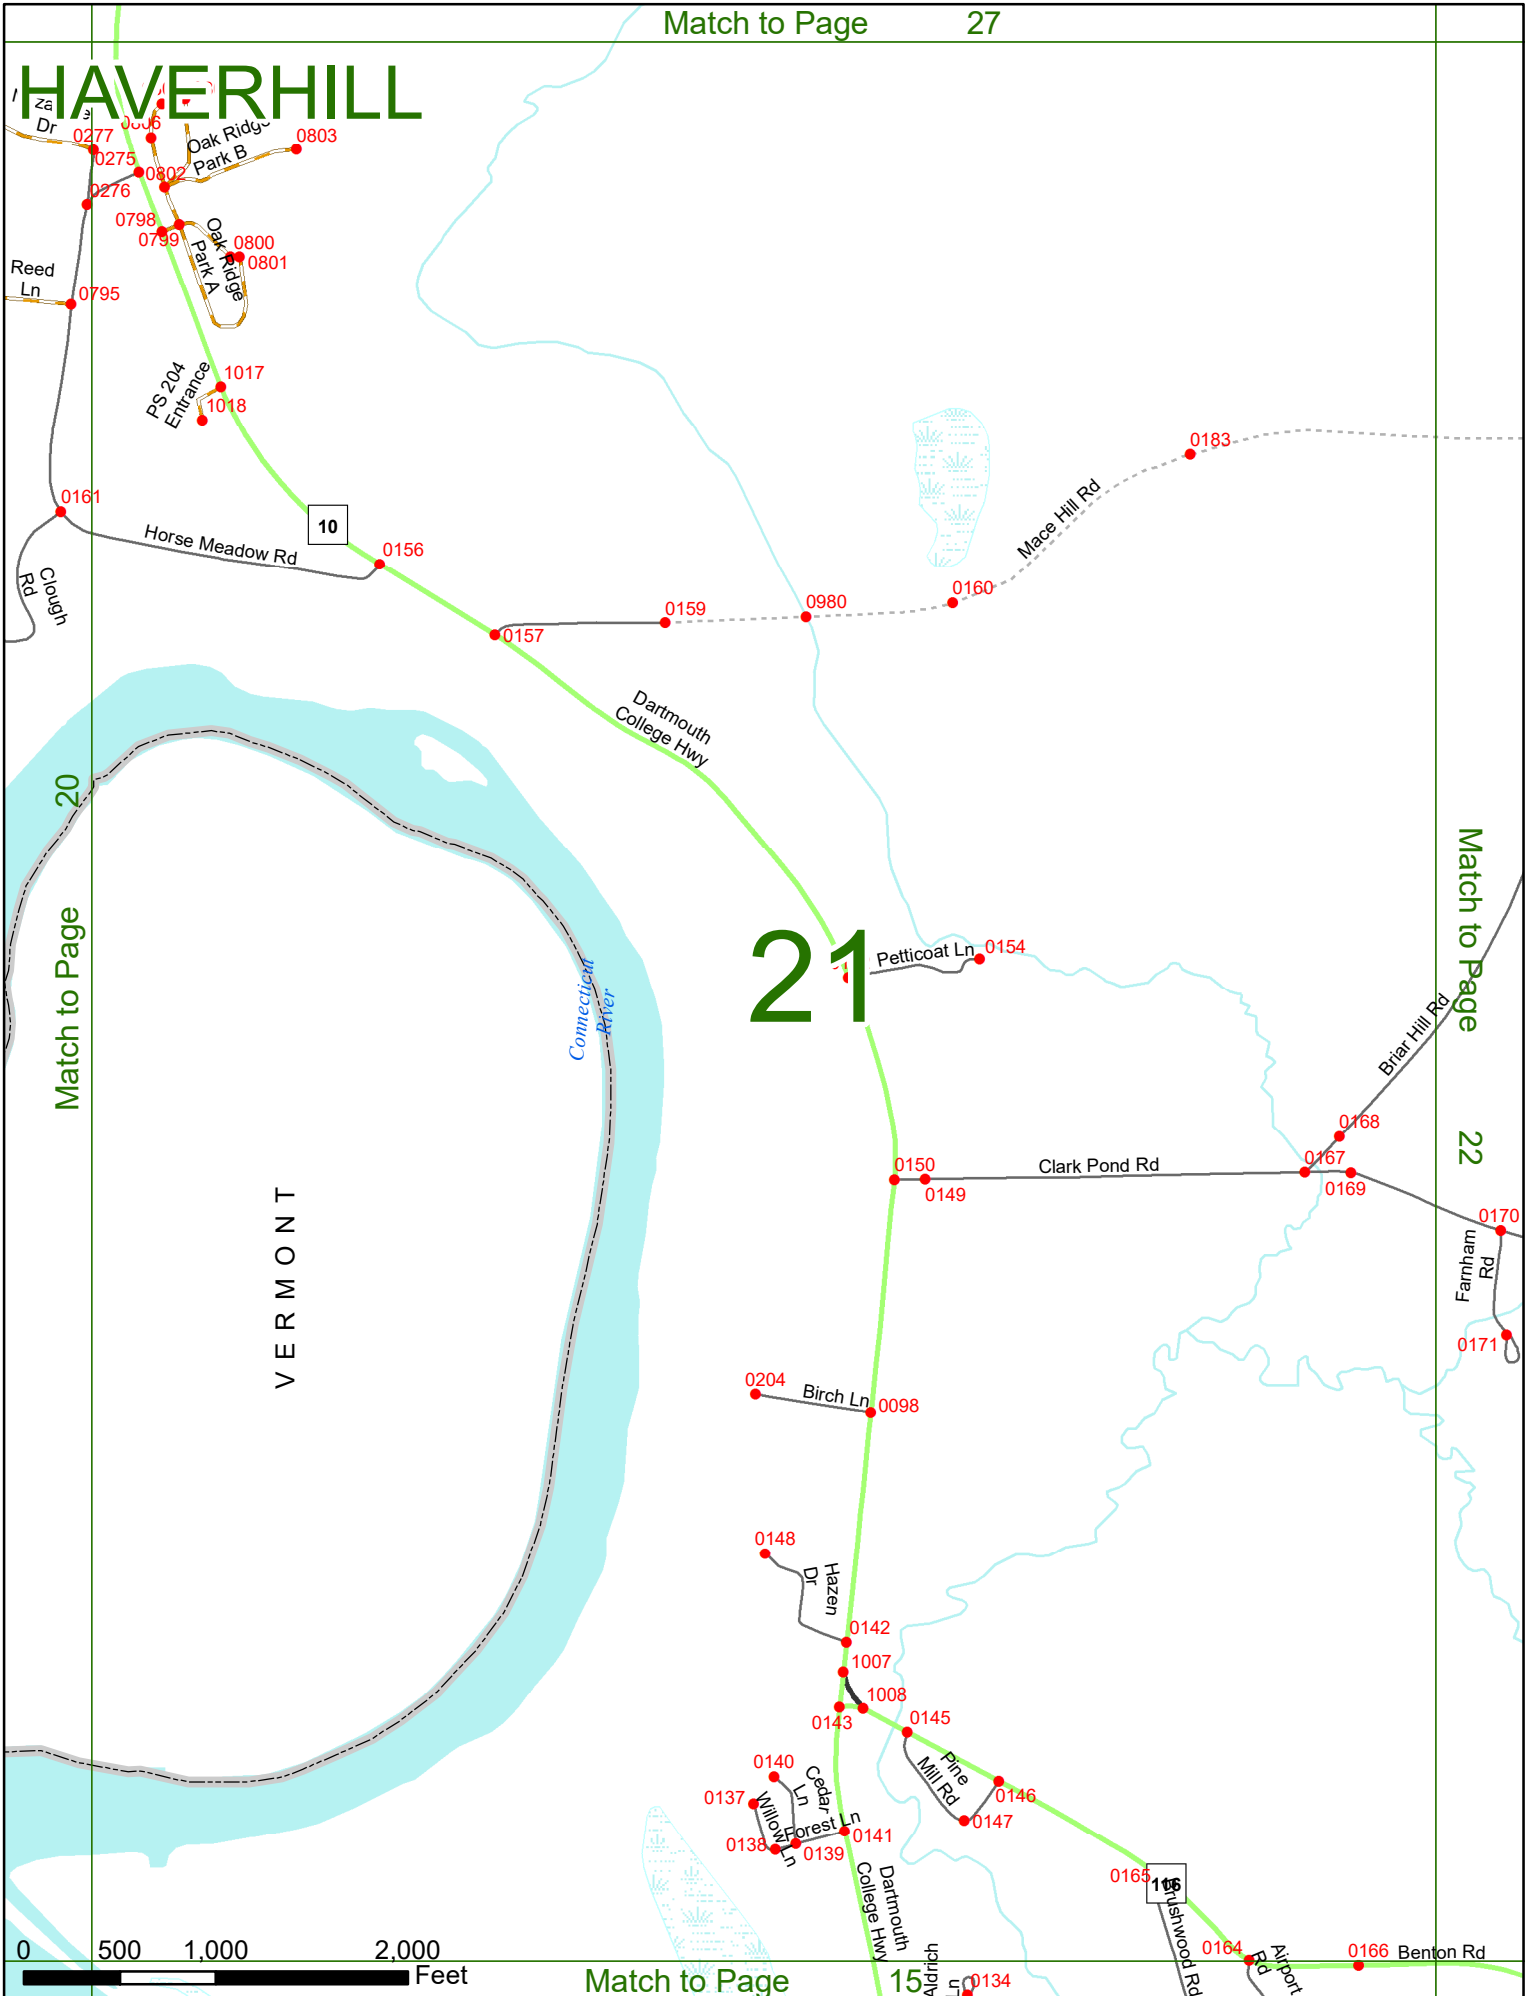 Match to Page 27
HAVERHILL
Dr
0277
0275
0276
0802
Oak Ridge
Park B
0803
0798
0799
Oak Ridge
Park A
0800
0801
Reed
Ln
0795
PS 204
Entrance
1017
1018
0183
0161
10
Horse Meadow Rd
0156
Mace Hill Rd
Clough
Rd
0157
0159
0980
0160
Dartmouth
College Hwy
Match to Page 20
Match to Page 22
21
Petticoat Ln
0154
Connecticut
River
Briar Hill Rd
0168
0150
0149
Clark Pond Rd
0167
0169
0170
Farnham
Rd
0171
VERMONT
0204
Birch Ln
0098
0148
Hazen
Dr
0142
1007
1008
0143
0145
Pine
Mill Rd
0146
0147
0140
Cedar
Ln
0137
Willow Ln
Forest Ln
0138
0139
0141
Dartmouth
College Hwy
0165
116
Brushwood Rd
0164
Airport
Rd
0166
Benton Rd
Aldrich
Ln
0134
0 500 1,000 2,000
Feet
Match to Page 15